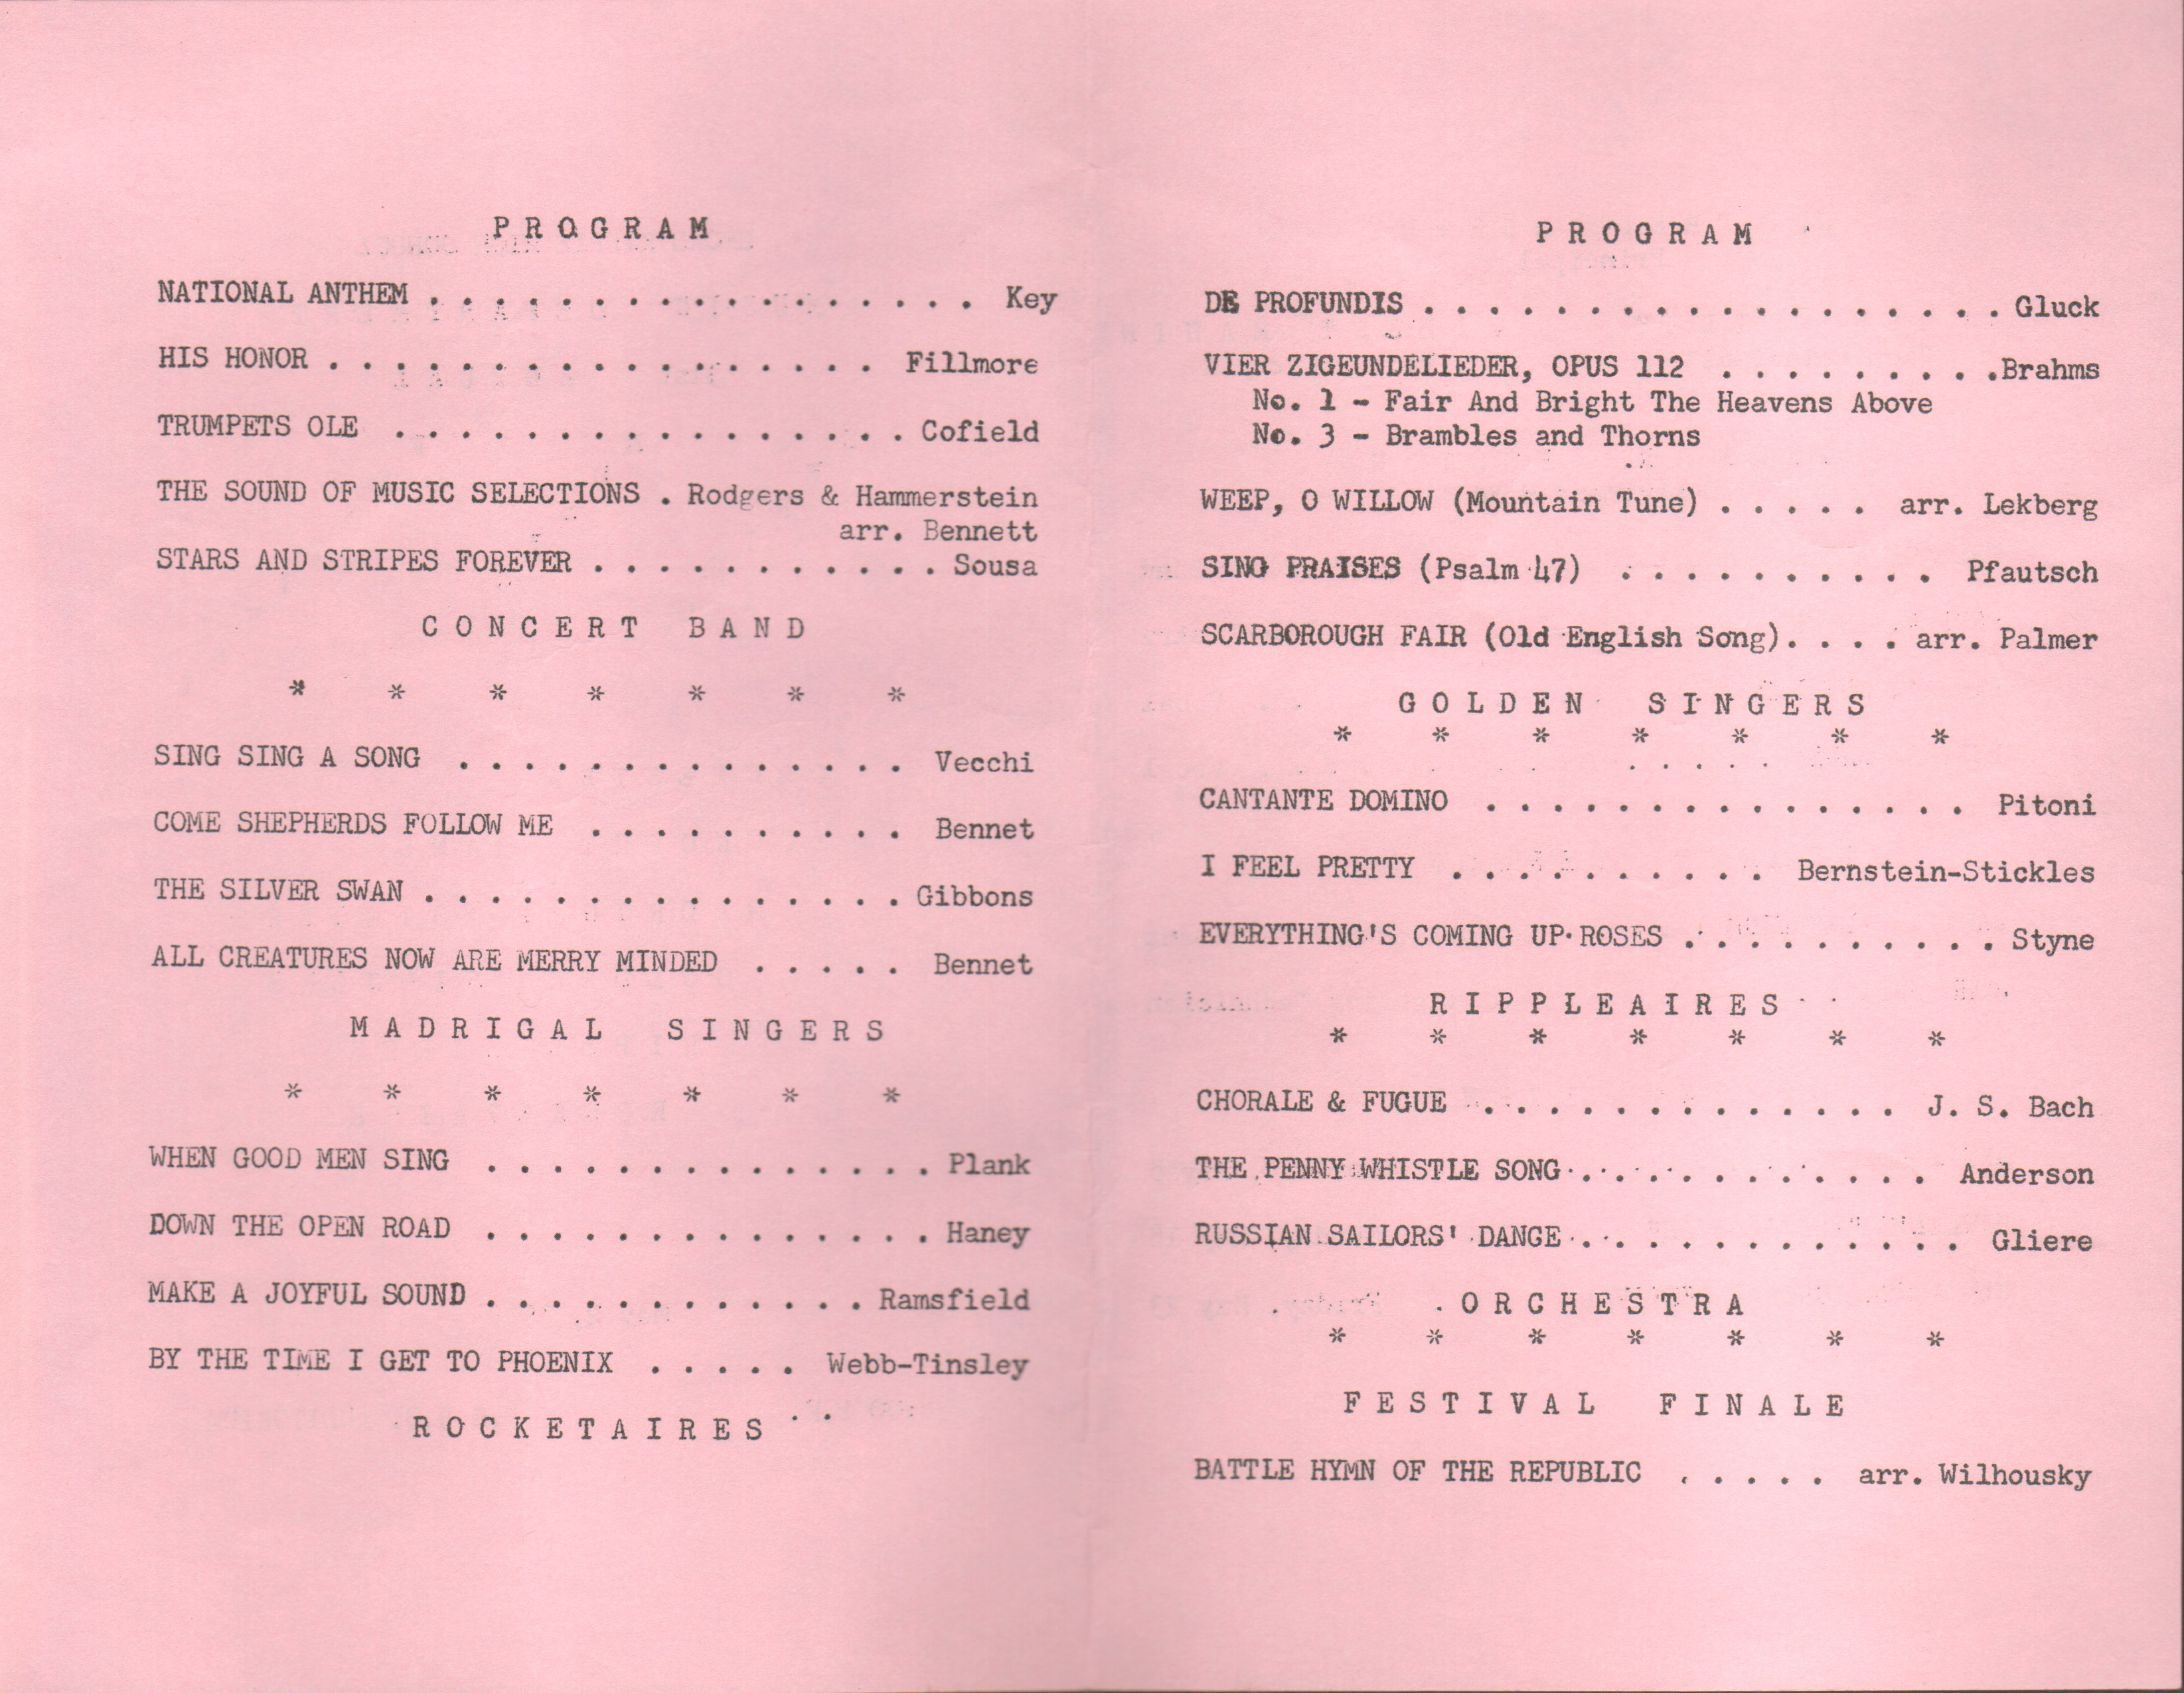 PROGRAM
NATIONAL ANTHEM . . . . . . . . . . . . . . . . . Key
HIS HONOR . . . . . . . . . . . . . . . . . Fillmore
TRUMPETS OLE . . . . . . . . . . . . . . . . Cofield
THE SOUND OF MUSIC SELECTIONS . Rodgers & Hammerstein
arr. Bennett
STARS AND STRIPES FOREVER . . . . . . . . . . . Sousa
CONCERT BAND
* * * * * * *
SING SING A SONG . . . . . . . . . . . . . . Vecchi
COME SHEPHERDS FOLLOW ME . . . . . . . . . . Bennet
THE SILVER SWAN . . . . . . . . . . . . . . . Gibbons
ALL CREATURES NOW ARE MERRY MINDED . . . . . Bennet
MADRIGAL SINGERS
* * * * * * *
WHEN GOOD MEN SING . . . . . . . . . . . . . . Plank
DOWN THE OPEN ROAD . . . . . . . . . . . . . . Haney
MAKE A JOYFUL SOUND . . . . . . . . . . . . Ramsfield
BY THE TIME I GET TO PHOENIX . . . . . Webb-Tinsley
ROCKETAIRES
PROGRAM
DE PROFUNDIS . . . . . . . . . . . . . . . . . . Gluck
VIER ZIGEUNDELIEDER, OPUS 112 . . . . . . . . .Brahms
No. 1 - Fair And Bright The Heavens Above
No. 3 - Brambles and Thorns
WEEP, O WILLOW (Mountain Tune) . . . . . arr. Lekberg
SING PRAISES (Psalm 47) . . . . . . . . . . Pfautsch
SCARBOROUGH FAIR (Old English Song). . . . arr. Palmer
GOLDEN SINGERS
* * * * * * *
CANTANTE DOMINO . . . . . . . . . . . . . . . Pitoni
I FEEL PRETTY . . . . . . . . . . Bernstein-Stickles
EVERYTHING'S COMING UP ROSES . . . . . . . . . . Styne
RIPPLEAIRES
* * * * * * *
CHORALE & FUGUE . . . . . . . . . . . . . J. S. Bach
THE PENNY WHISTLE SONG . . . . . . . . . . . Anderson
RUSSIAN SAILORS' DANCE . . . . . . . . . . . . Gliere
ORCHESTRA
* * * * * * *
FESTIVAL FINALE
BATTLE HYMN OF THE REPUBLIC . . . . . arr. Wilhousky